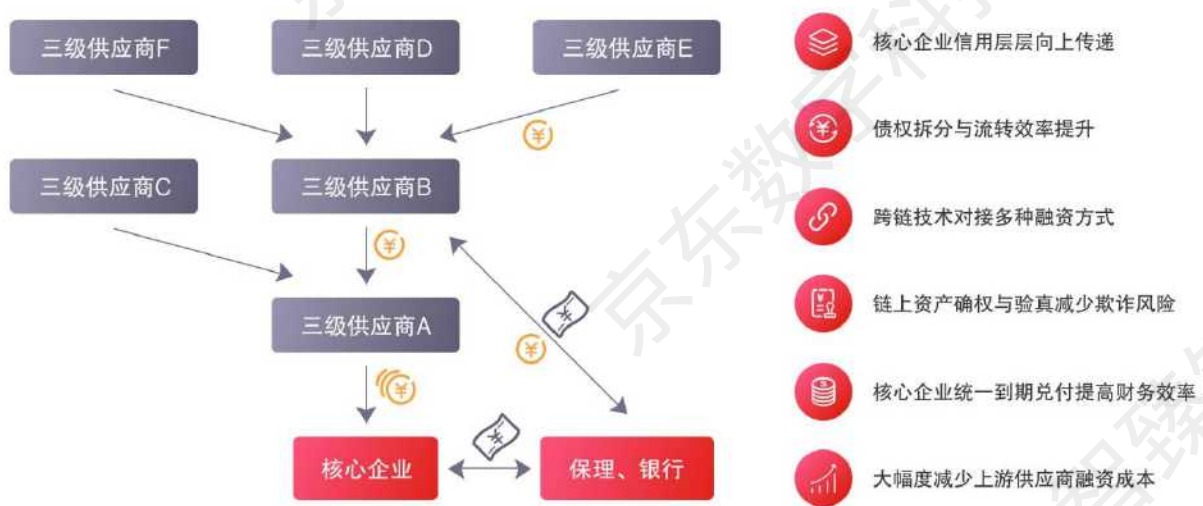 三级供应商F
三级供应商D
三级供应商E
三级供应商C
三级供应商B
三级供应商A
核心企业
保理、银行
核心企业信用层层向上传递
债权拆分与流转效率提升
跨链技术对接多种融资方式
链上资产确权与验真减少欺诈风险
核心企业统一到期兑付提高财务效率
大幅度减少上游供应商融资成本
京东数字科技